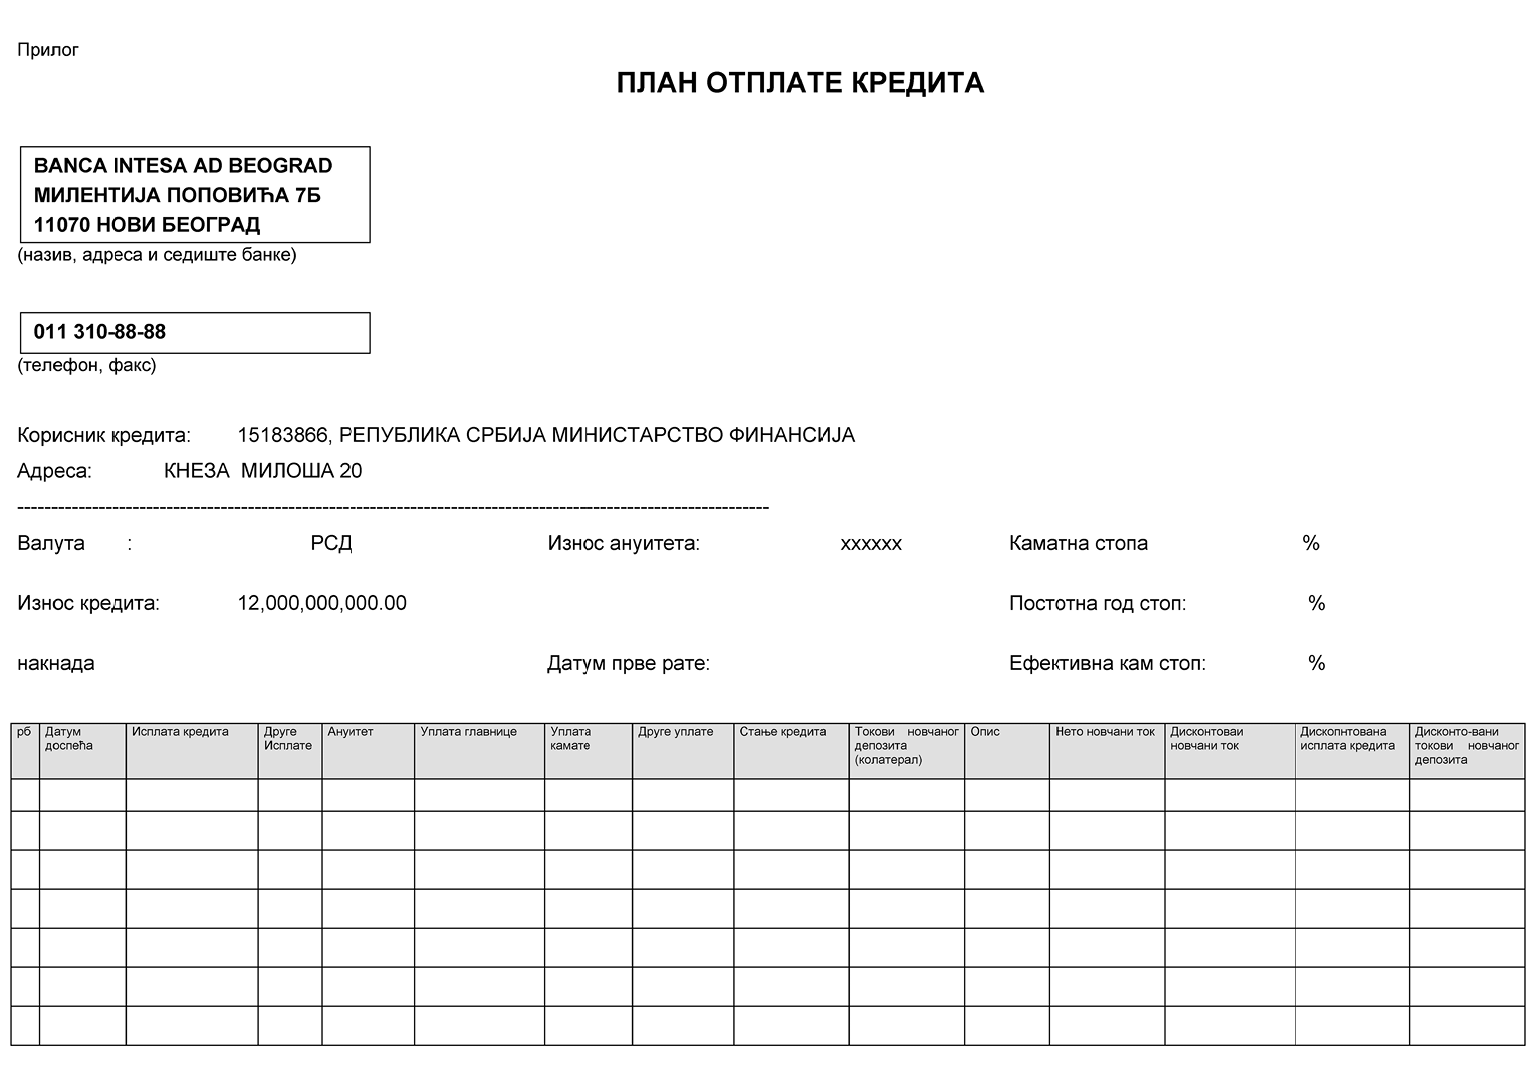 Прилог
ПЛАН ОТПЛАТЕ КРЕДИТА
BANCA INTESA AD BEOGRAD
МИЛЕНТИЈА ПОПОВИЋА 7Б
11070 НОВИ БЕОГРАД
(назив, адреса и седиште банке)
011 310-88-88
(телефон, факс)
Корисник кредита: 15183866, РЕПУБЛИКА СРБИЈА МИНИСТАРСТВО ФИНАНСИЈА
Адреса: КНЕЗА МИЛОША 20
--------------------------------------------------------------------------------------------------------------
Валута : РСД Износ ануитета: xxxxxx Каматна стопа %
Износ кредита: 12,000,000,000.00 Постотна год стоп: %
накнада Датум прве рате: Ефективна кам стоп: %
рб
Датум
доспећа
Исплата кредита
Друге
Исплате
Ануитет
Уплата главнице
Уплата
камате
Друге уплате
Стање кредита
Токови новчаног
депозита
(колатерал)
Опис
Нето новчани ток
Дисконтоваи
новчани ток
Дископнтована
исплата кредита
Дисконто-вани
токови новчаног
депозита